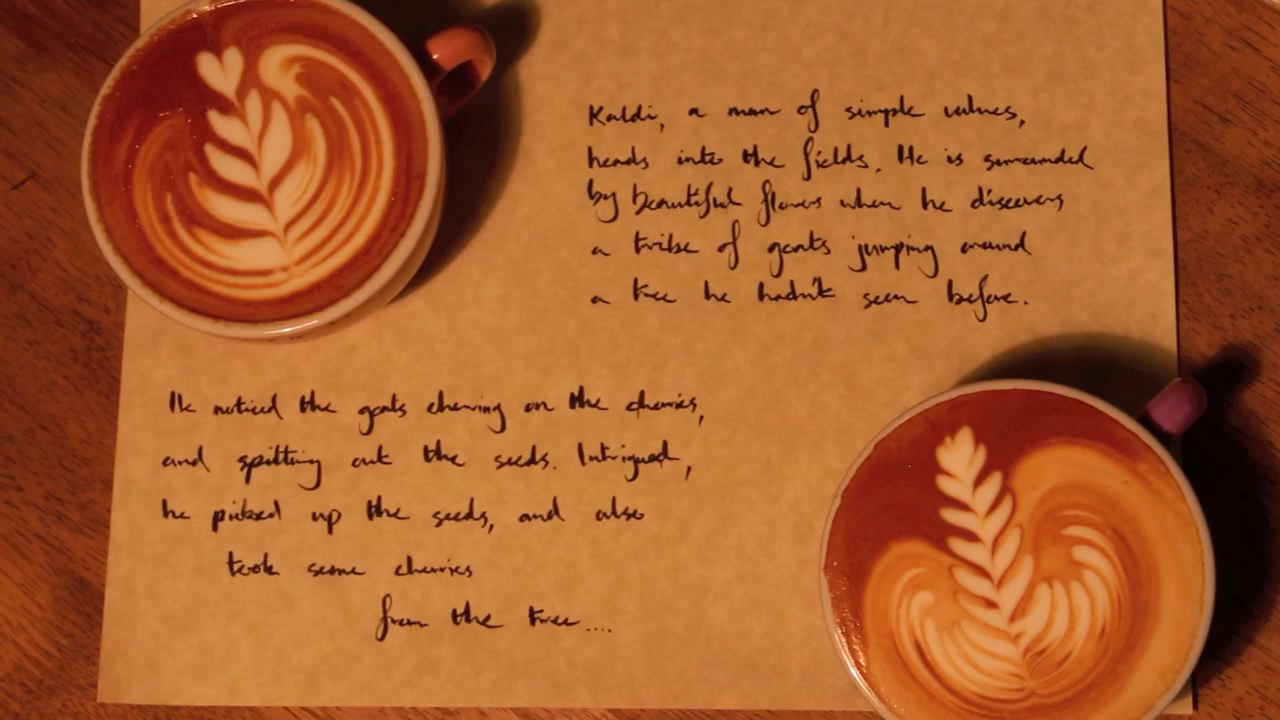 Kaldi, a man of simple values,
heads into the fields. He is surrounded
by beautiful flowers when he discovers
a tribe of goats jumping around
a tree he hadn't seen before.
He noticed the goats chewing on the cherries,
and spitting out the seeds. Intrigued,
he picked up the seeds, and also
took some cherries
from the tree....